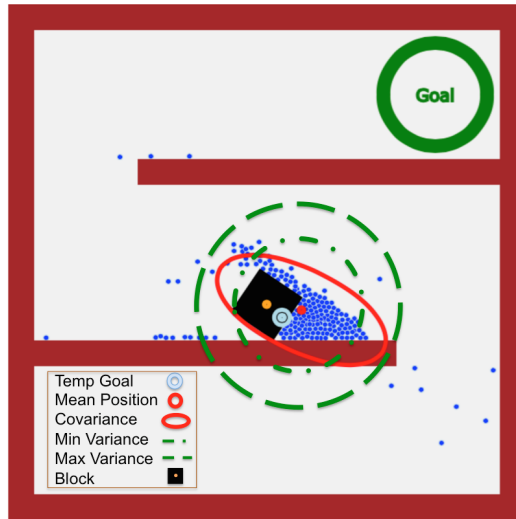 Goal
Temp Goal
Mean Position
Covariance
Min Variance
Max Variance
Block